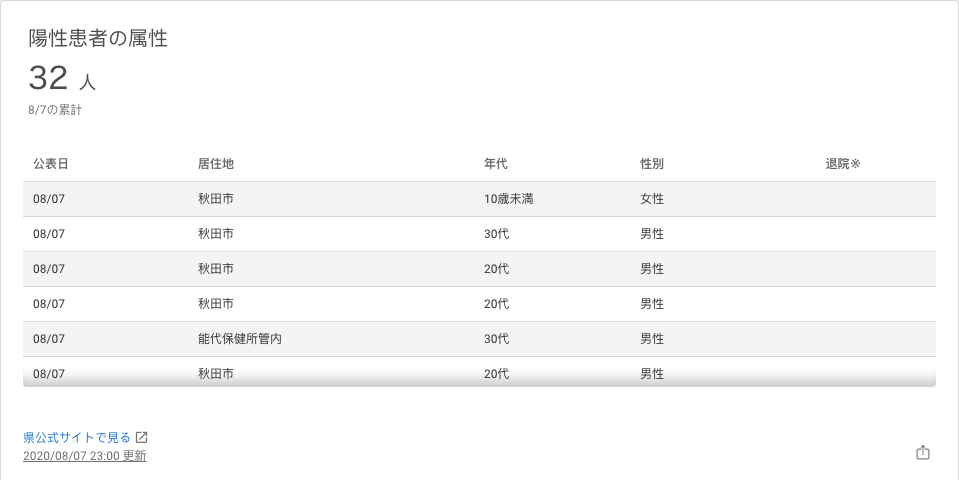 陽性患者の属性
32 人
8/7の累計
公表日 居住地 年代 性別 退院※
08/07 秋田市 10歳未満 女性
08/07 秋田市 30代 男性
08/07 秋田市 20代 男性
08/07 秋田市 20代 男性
08/07 能代保健所管内 30代 男性
08/07 秋田市 20代 男性
県公式サイトで見る
2020/08/07 23:00 更新